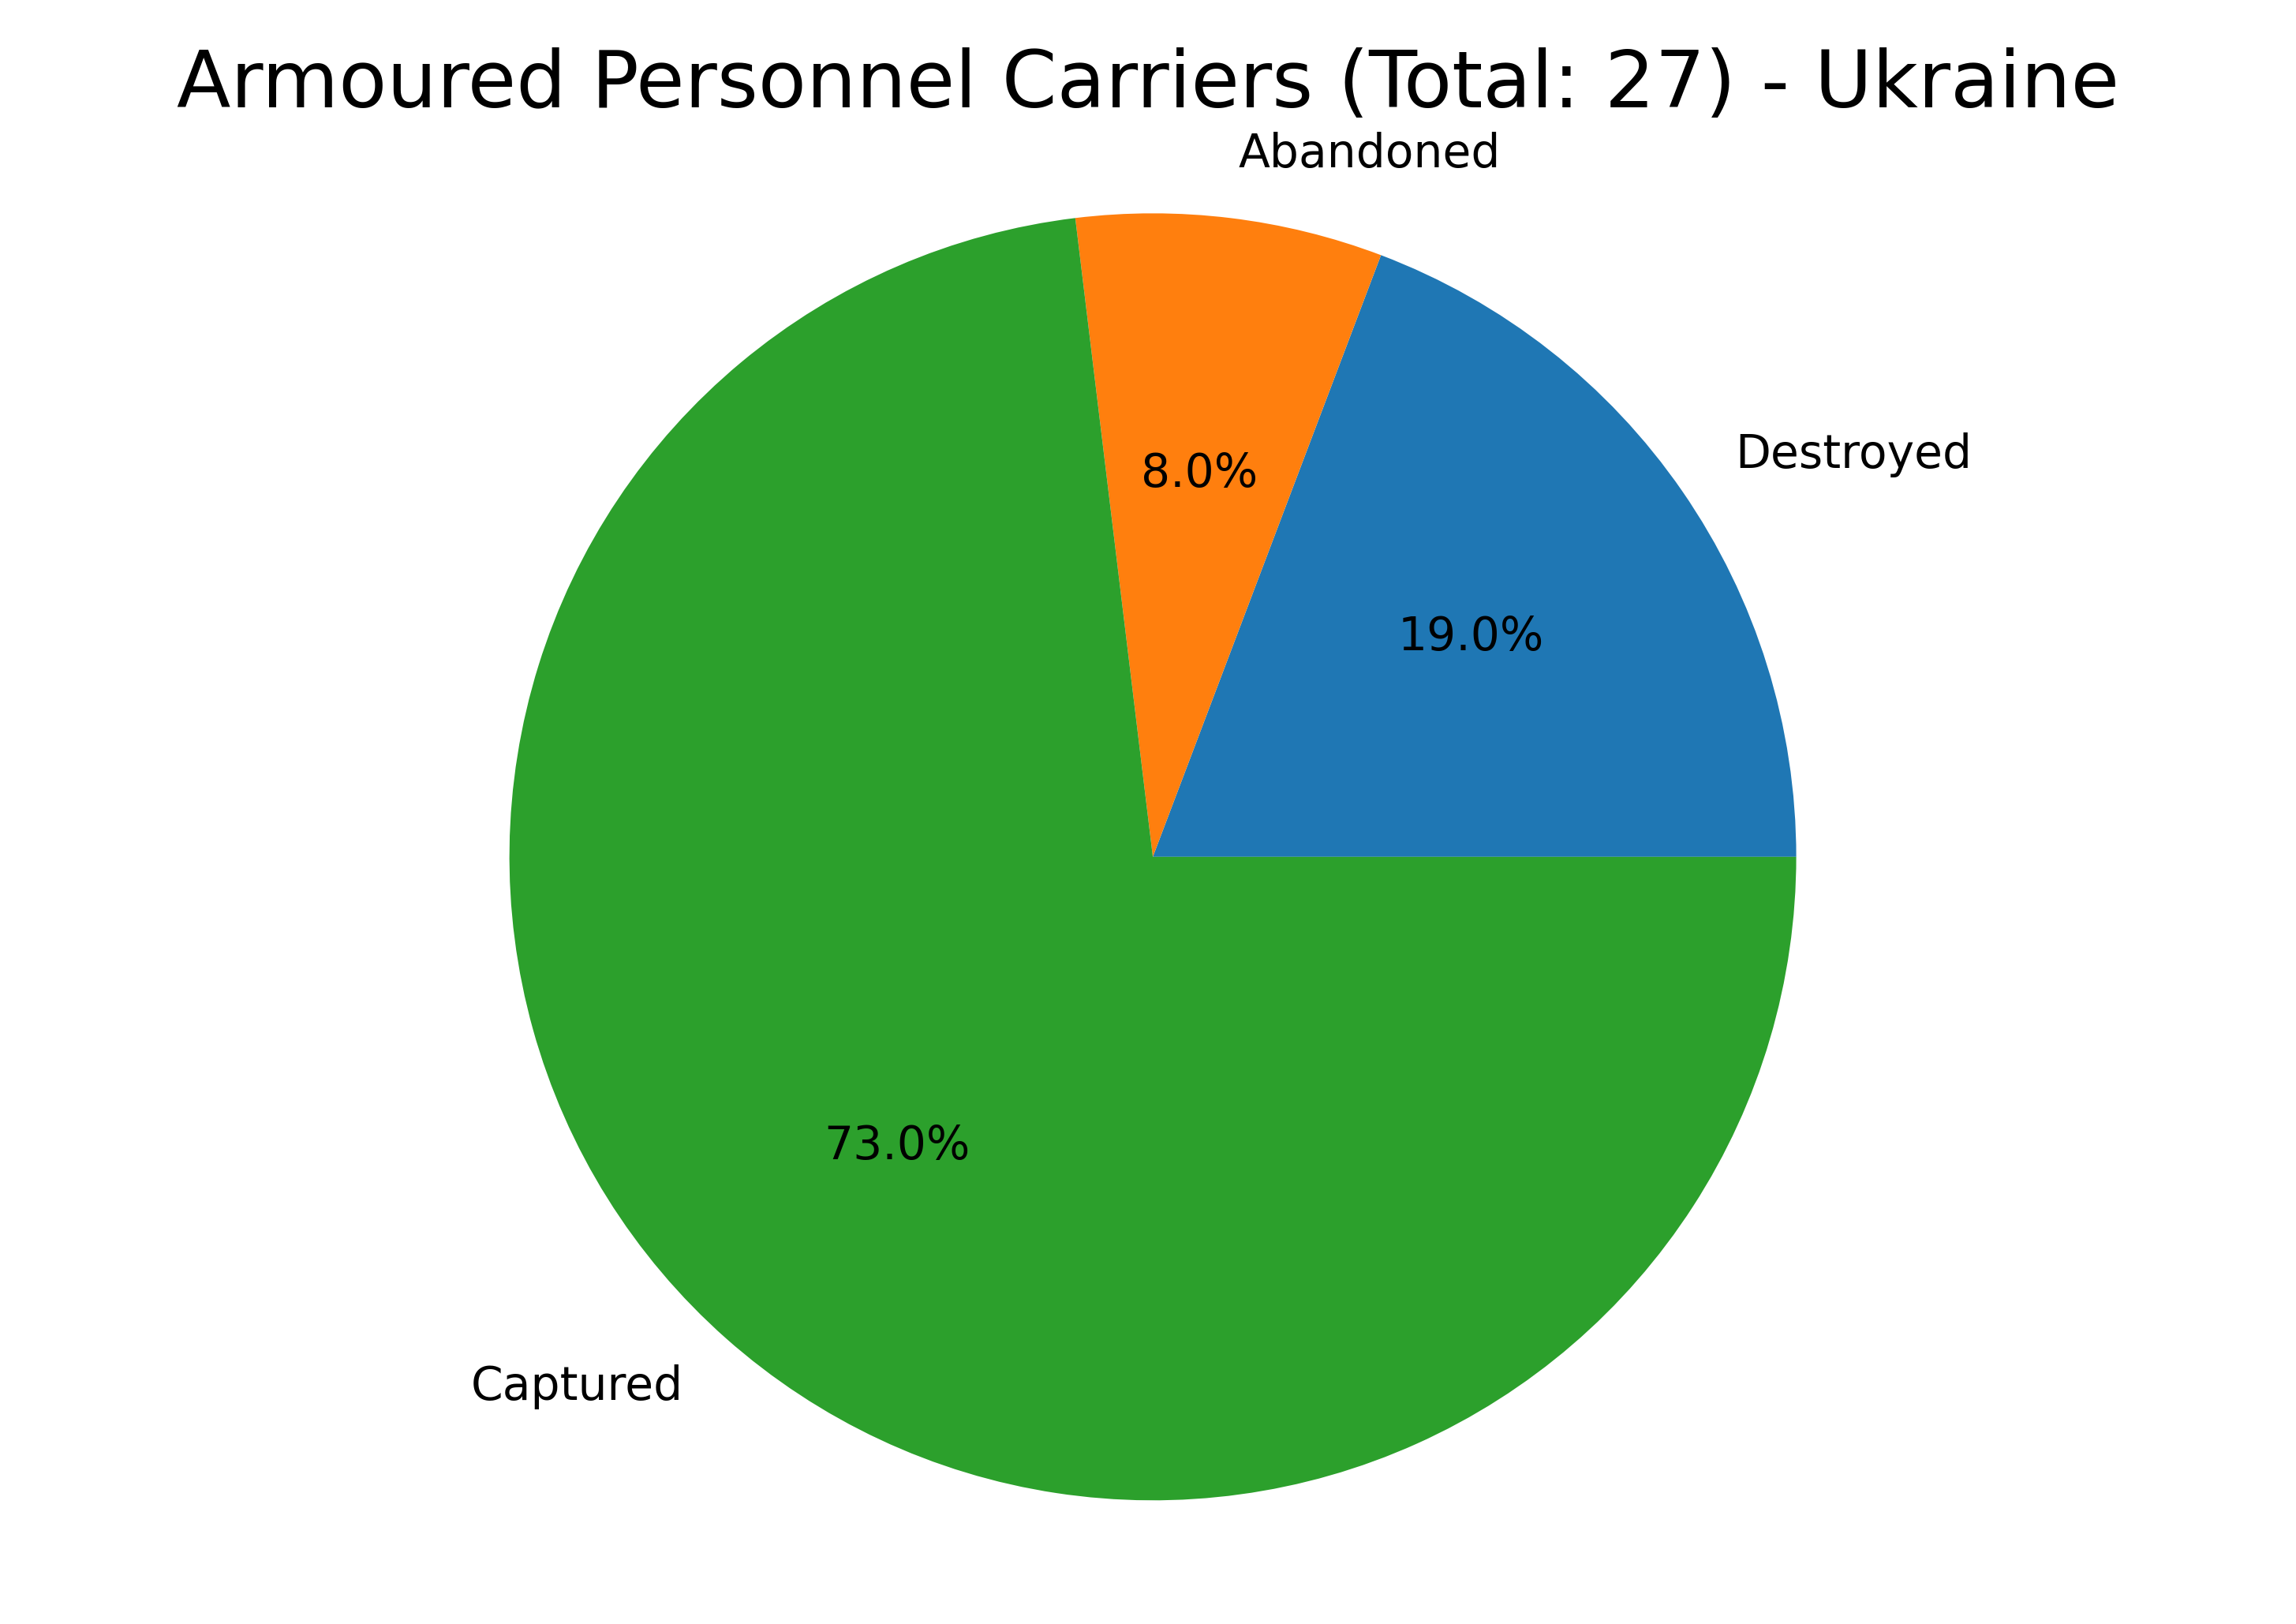 Armoured Personnel Carriers (Total: 27) - Ukraine
Abandoned
Destroyed
8.0%
19.0%
73.0%
Captured